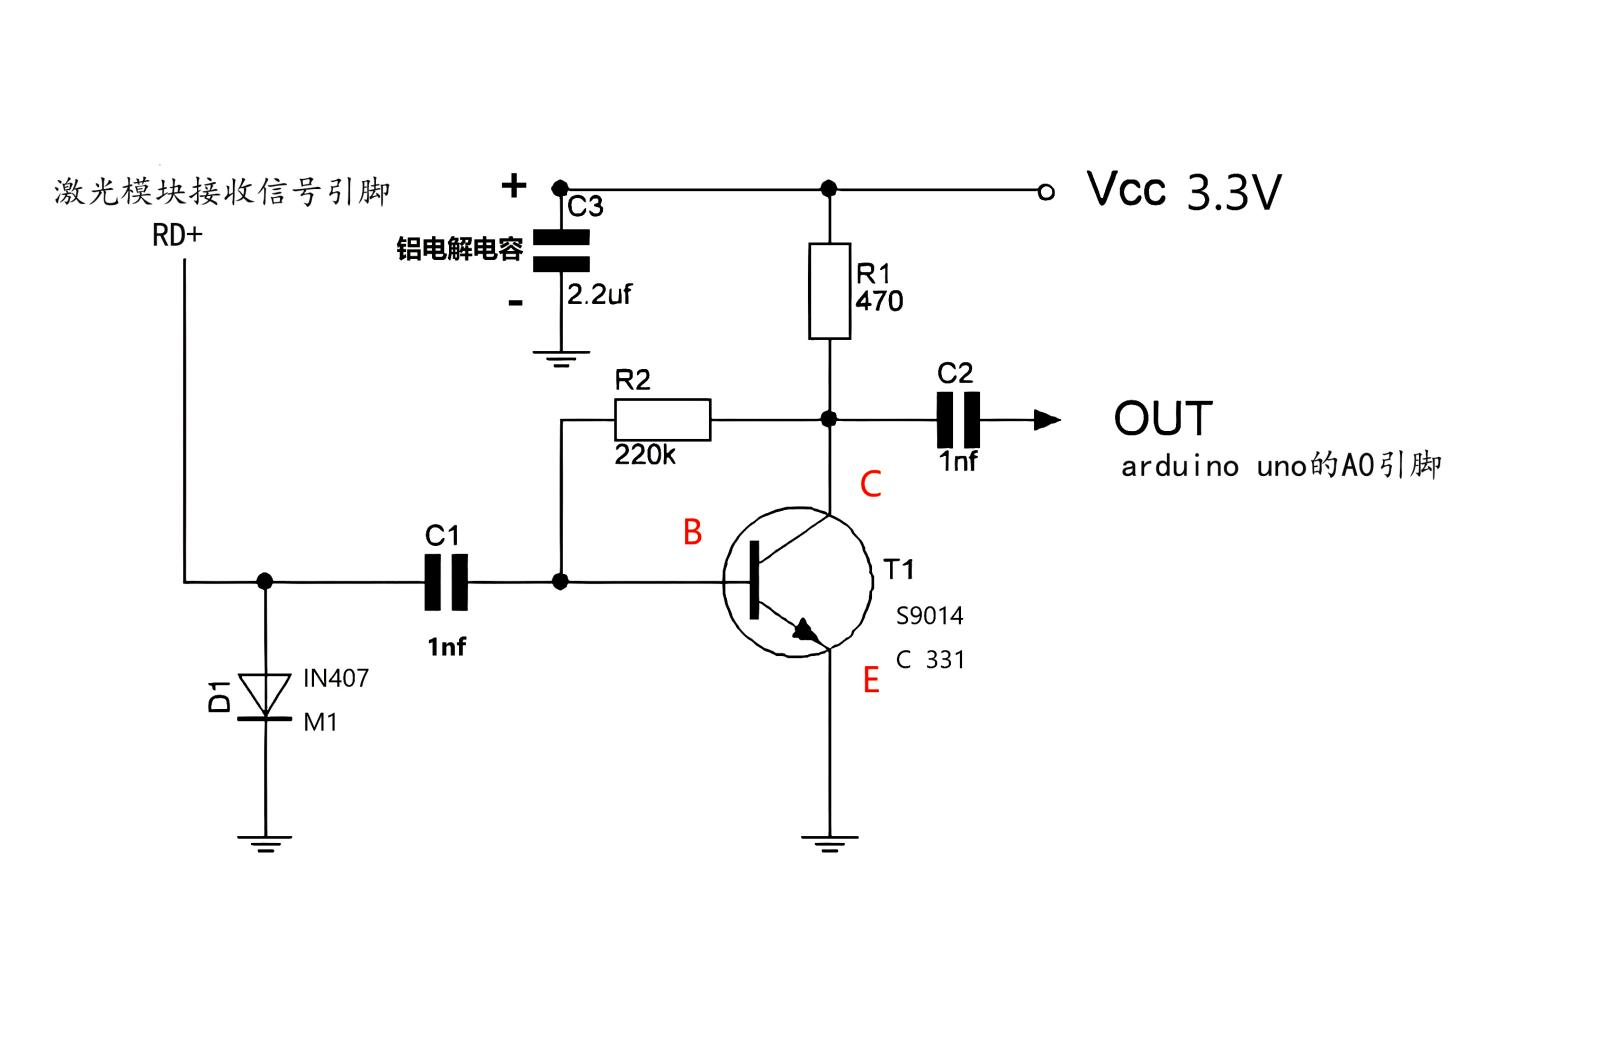 激光模块接收信号引脚
RD+
+
C3
铝电解电容
-
2.2uf
Vcc 3.3V
R1
470
R2
220k
C2
1nf
OUT
arduino uno的A0引脚
C
B
C1
1nf
T1
S9014
C 331
E
D1
IN407
M1